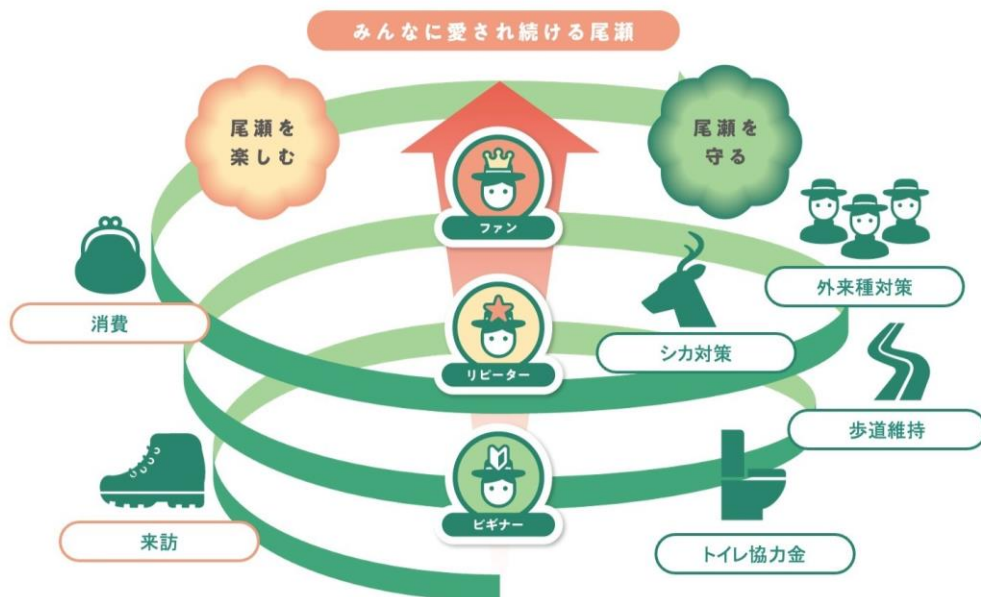 みんなに愛され続ける尾瀬
尾瀬を
楽しむ
尾瀬を
守る
ファン
消費
外来種対策
シカ対策
リピーター
歩道維持
来訪
ビギナー
トイレ協力金